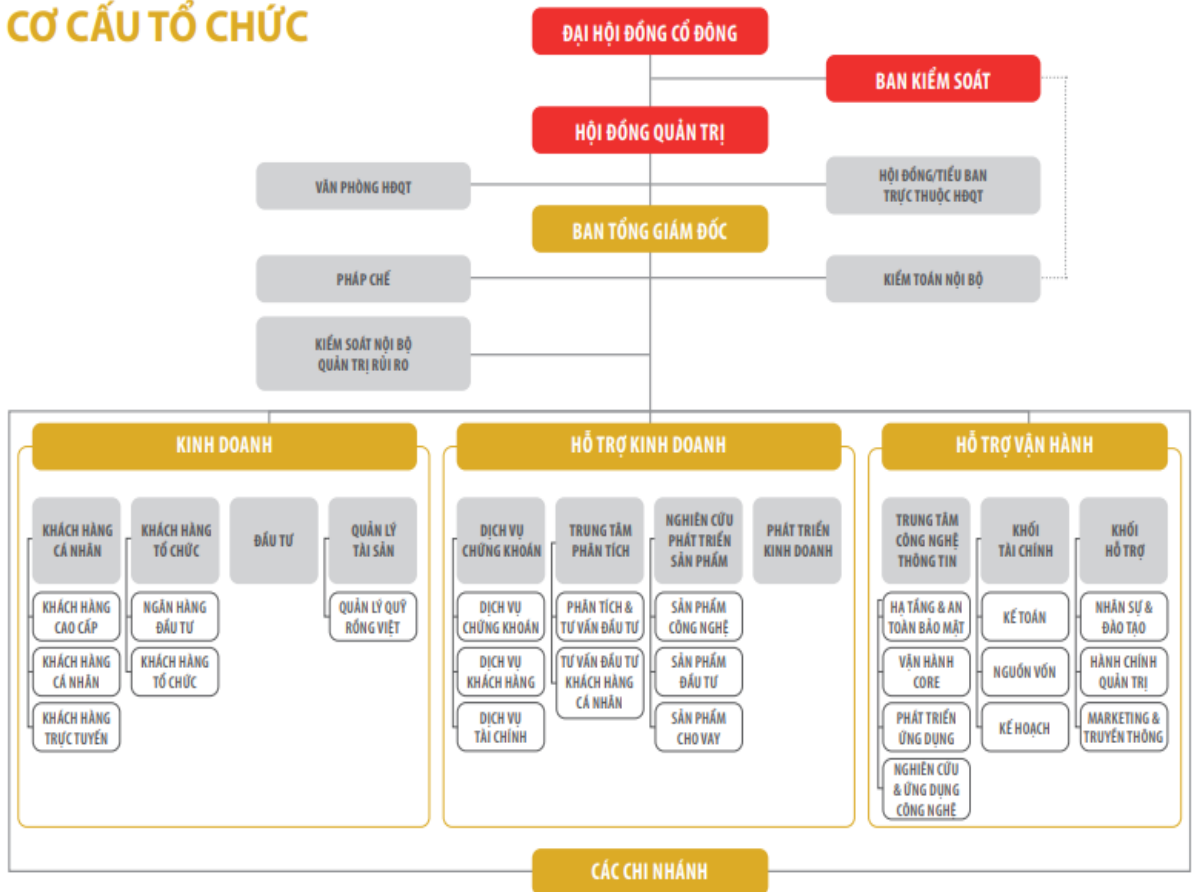 CƠ CẤU TỔ CHỨC
ĐẠI HỘI ĐỒNG CỔ ĐÔNG
BAN KIỂM SOÁT
HỘI ĐỒNG QUẢN TRỊ
VĂN PHÒNG HĐQT
HỘI ĐỒNG/TIỂU BAN
TRỰC THUỘC HĐQT
BAN TỔNG GIÁM ĐỐC
PHÁP CHẾ
KIỂM TOÁN NỘI BỘ
KIỂM SOÁT NỘI BỘ
QUẢN TRỊ RỦI RO
KINH DOANH
KHÁCH HÀNG
CÁ NHÂN
KHÁCH HÀNG
CAO CẤP
KHÁCH HÀNG
CÁ NHÂN
KHÁCH HÀNG
TRỰC TUYẾN
KHÁCH HÀNG
TỔ CHỨC
NGÂN HÀNG
ĐẦU TƯ
KHÁCH HÀNG
TỔ CHỨC
ĐẦU TƯ
QUẢN LÝ
TÀI SẢN
QUẢN LÝ QUỸ
RỒNG VIỆT
HỖ TRỢ KINH DOANH
DỊCH VỤ
CHỨNG KHOÁN
DỊCH VỤ
CHỨNG KHOÁN
DỊCH VỤ
KHÁCH HÀNG
DỊCH VỤ
TÀI CHÍNH
TRUNG TÂM
PHÂN TÍCH
PHÂN TÍCH &
TƯ VẤN ĐẦU TƯ
TƯ VẤN ĐẦU TƯ
KHÁCH HÀNG
CÁ NHÂN
NGHIÊN CỨU
PHÁT TRIỂN
SẢN PHẨM
SẢN PHẨM
CÔNG NGHỆ
SẢN PHẨM
ĐẦU TƯ
SẢN PHẨM
CHO VAY
PHÁT TRIỂN
KINH DOANH
HỖ TRỢ VẬN HÀNH
TRUNG TÂM
CÔNG NGHỆ
THÔNG TIN
HẠ TẦNG & AN
TOÀN BẢO MẬT
VẬN HÀNH
CORE
PHÁT TRIỂN
ỨNG DỤNG
NGHIÊN CỨU
& ỨNG DỤNG
CÔNG NGHỆ
KHỐI
TÀI CHÍNH
KẾ TOÁN
NGUỒN VỐN
KẾ HOẠCH
KHỐI
HỖ TRỢ
NHÂN SỰ &
ĐÀO TẠO
HÀNH CHÍNH
QUẢN TRỊ
MARKETING &
TRUYỀN THÔNG
CÁC CHI NHÁNH